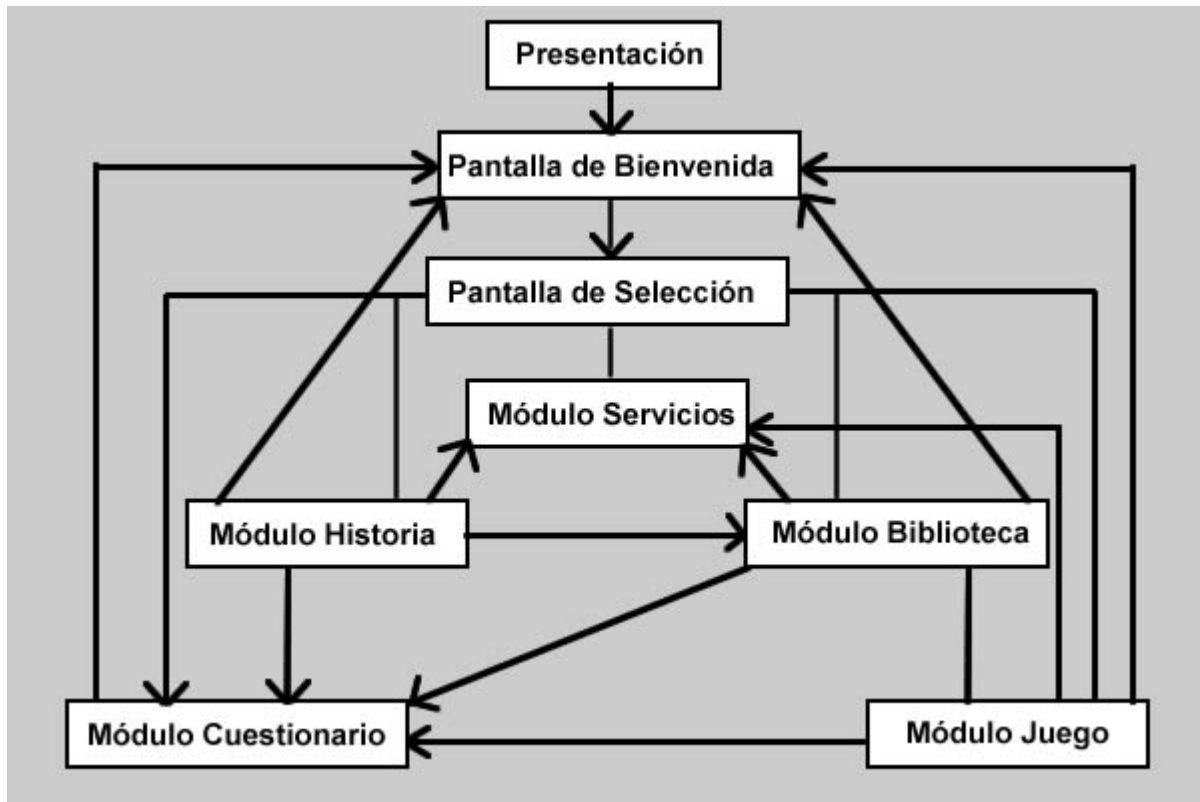 Presentación
Pantalla de Bienvenida
Pantalla de Selección
Módulo Servicios
Módulo Historia
Módulo Biblioteca
Módulo Cuestionario
Módulo Juego